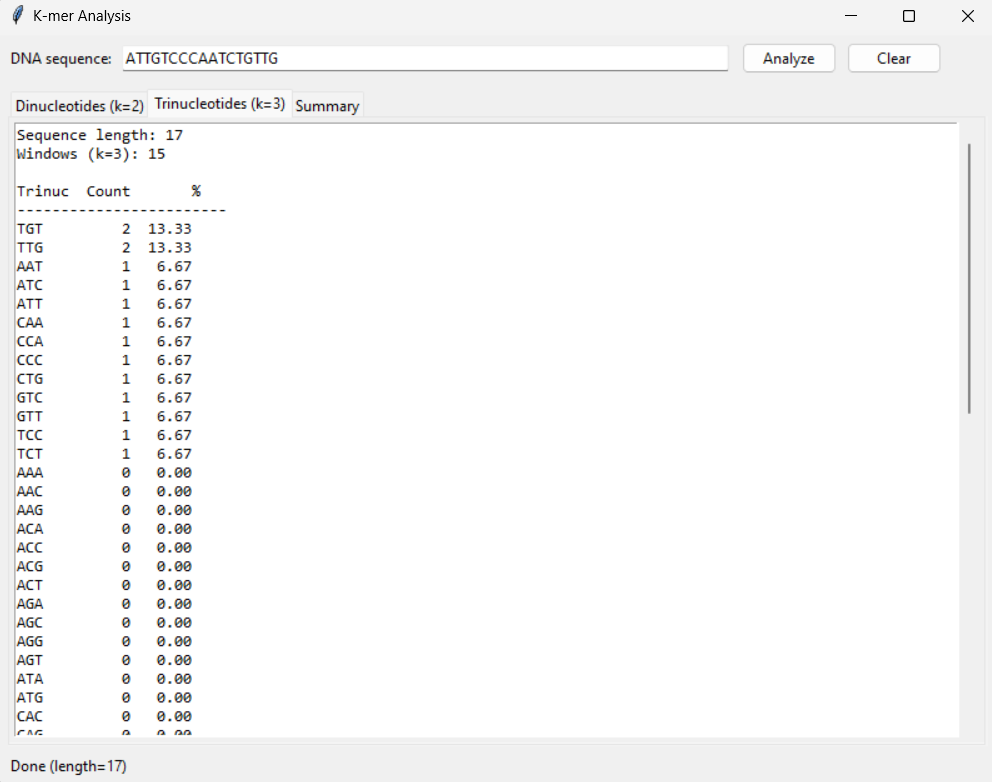 K-mer Analysis
DNA sequence: ATTGTCCCAATCTGTTG Analyze Clear
Dinucleotides (k=2) Trinucleotides (k=3) Summary
Sequence length: 17
Windows (k=3): 15
Trinuc  Count       %
------------------------
TGT         2  13.33
TTG         2  13.33
AAT         1   6.67
ATC         1   6.67
ATT         1   6.67
CAA         1   6.67
CCA         1   6.67
CCC         1   6.67
CTG         1   6.67
GTC         1   6.67
GTT         1   6.67
TCC         1   6.67
TCT         1   6.67
AAA         0   0.00
AAC         0   0.00
AAG         0   0.00
ACA         0   0.00
ACC         0   0.00
ACG         0   0.00
ACT         0   0.00
AGA         0   0.00
AGC         0   0.00
AGG         0   0.00
AGT         0   0.00
ATA         0   0.00
ATG         0   0.00
CAC         0   0.00
CAG         0   0.00
Done (length=17)